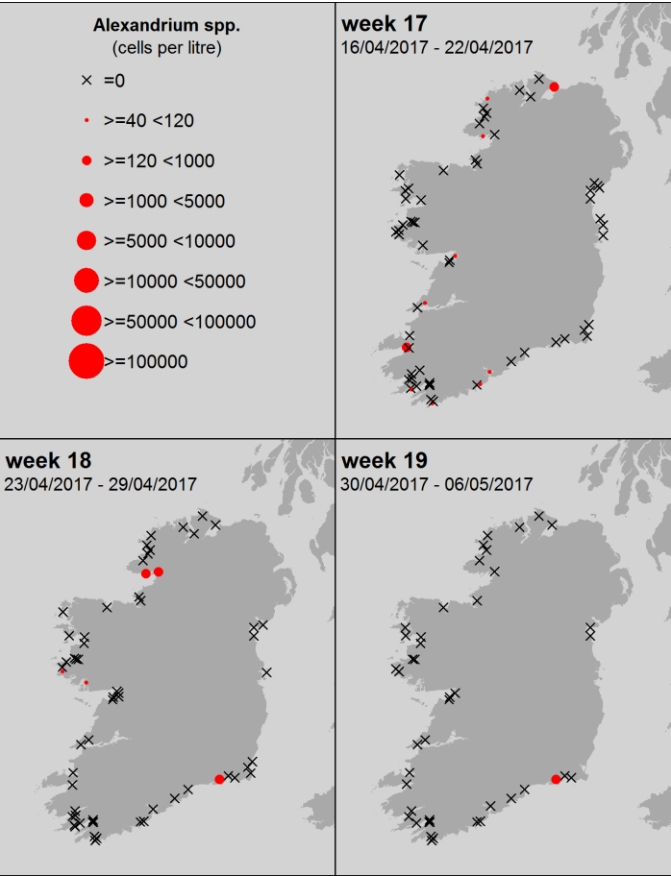 Alexandrium spp.
(cells per litre)
=0
>=40 <120
>=120 <1000
>=1000 <5000
>=5000 <10000
>=10000 <50000
>=50000 <100000
>=100000
week 17
16/04/2017 - 22/04/2017
week 18
23/04/2017 - 29/04/2017
week 19
30/04/2017 - 06/05/2017